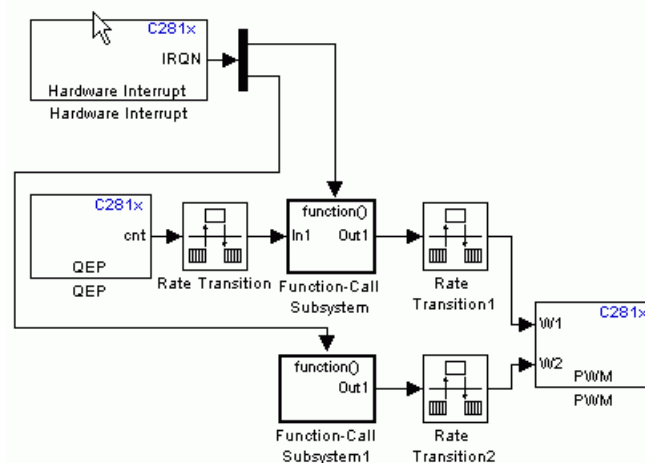 C281x
IRQN
Hardware Interrupt
Hardware Interrupt
C281x
cnt
QEP
QEP
Rate Transition
function()
In1
Out1
Function-Call
Subsystem
Rate
Transition1
C281x
W1
W2
PWM
PWM
function()
Out1
Function-Call
Subsystem1
Rate
Transition2